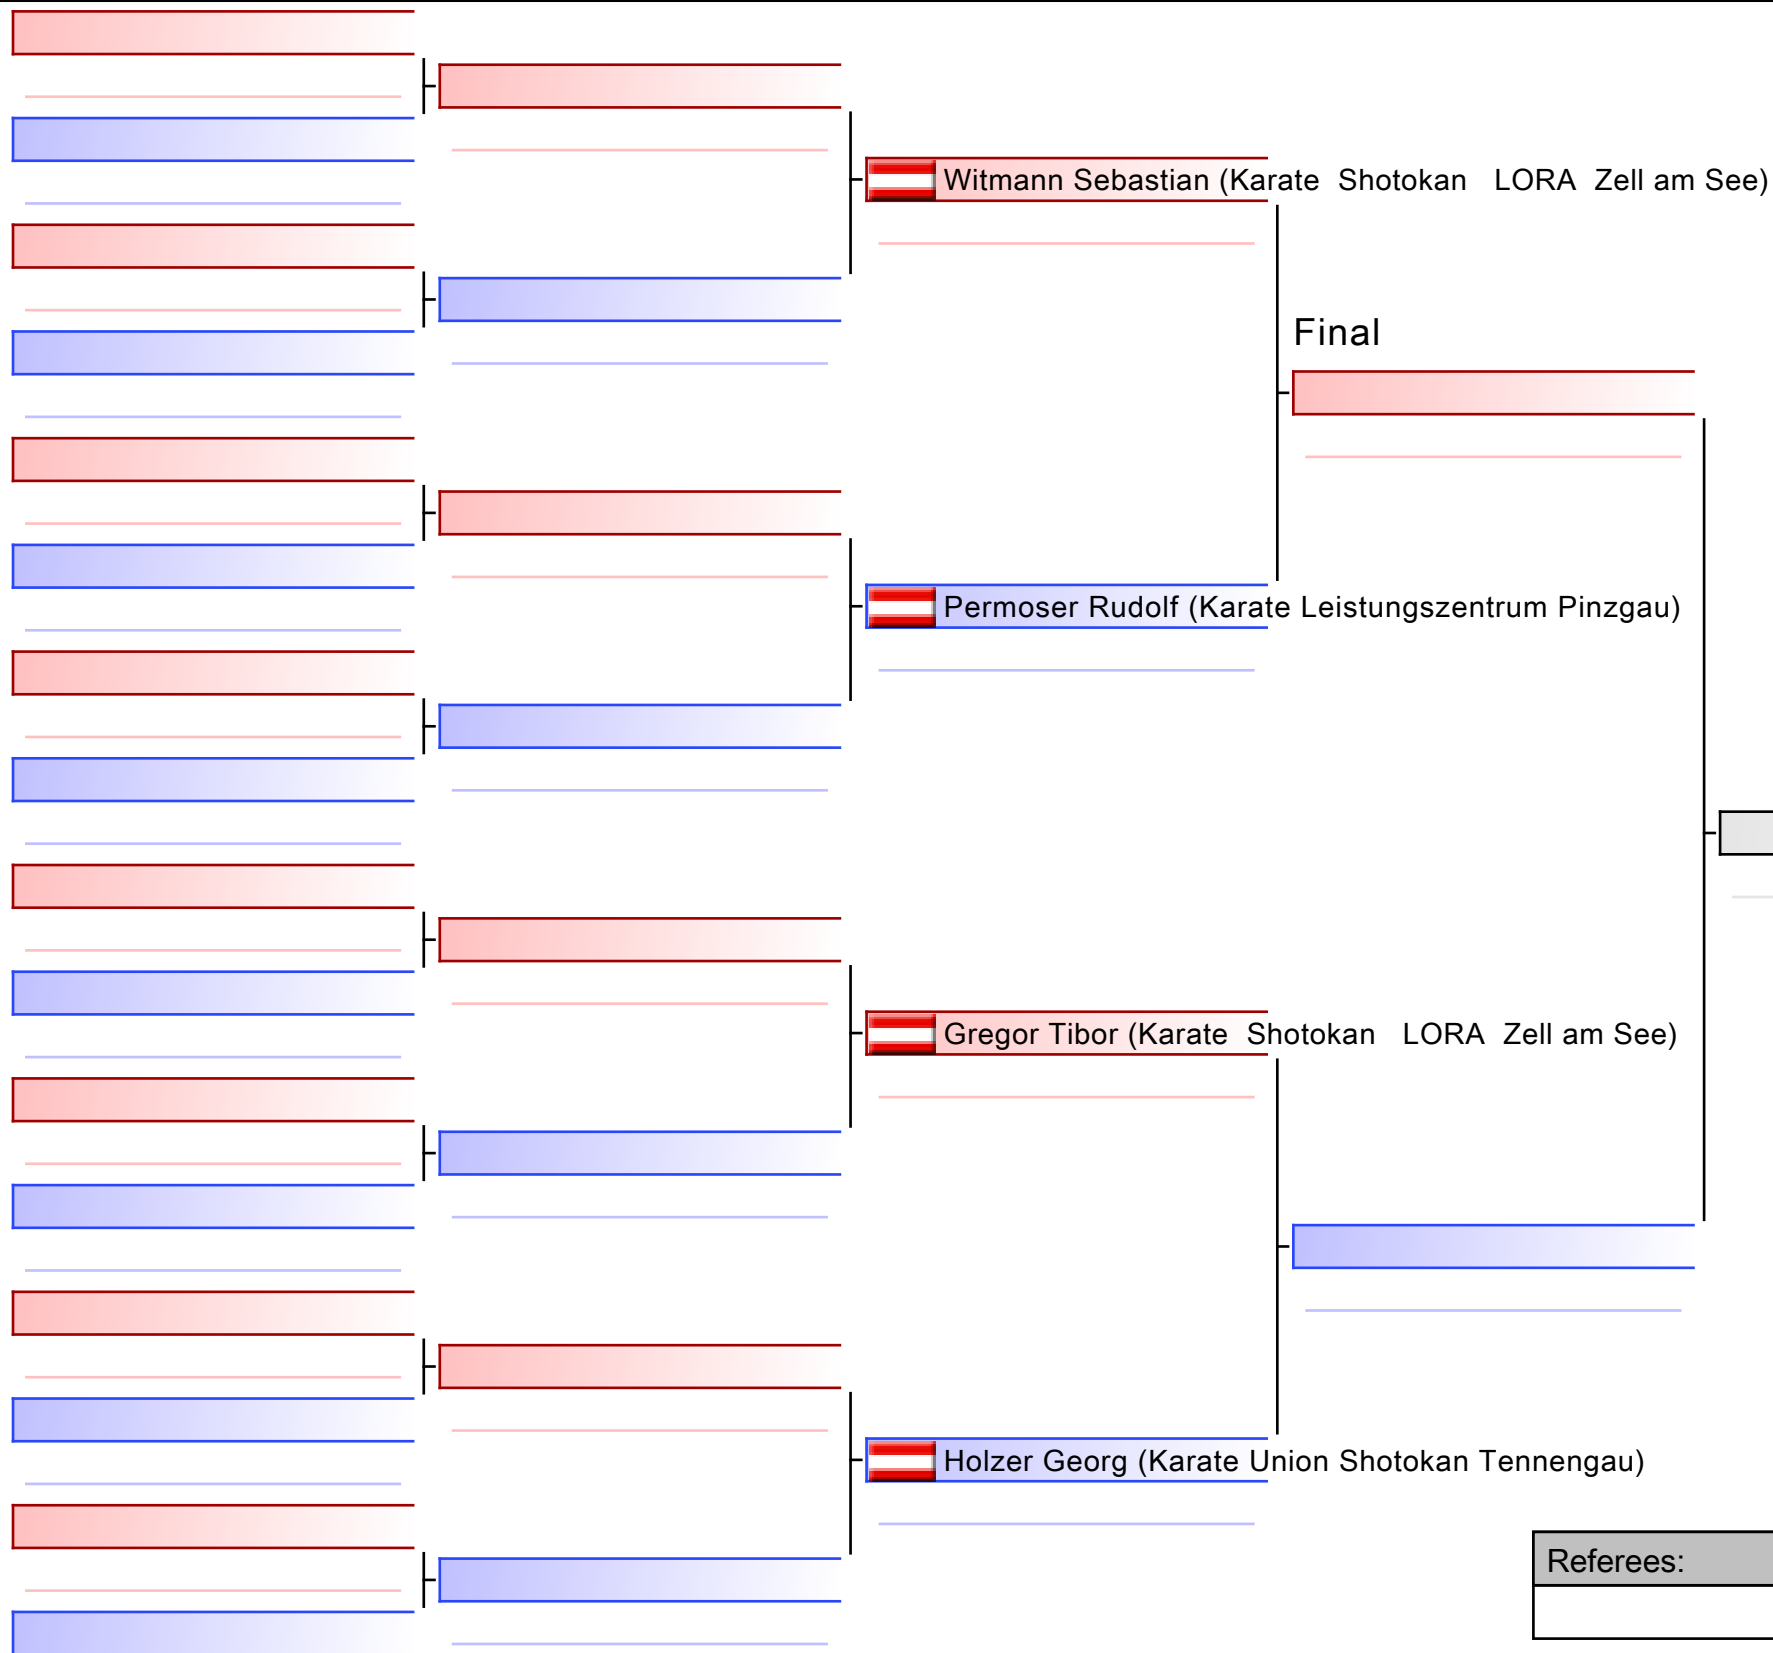 Witmann Sebastian (Karate  Shotokan   LORA  Zell am See)
Final
Permoser Rudolf (Karate Leistungszentrum Pinzgau)
Gregor Tibor (Karate  Shotokan   LORA  Zell am See)
Holzer Georg (Karate Union Shotokan Tennengau)
Referees: